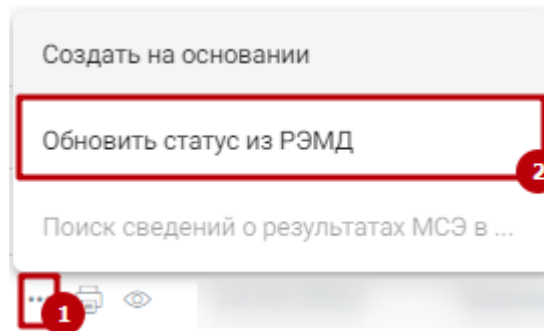 Создать на основании
Обновить статус из РЭМД
2
Поиск сведений о результатах МСЭ в ...
... 1